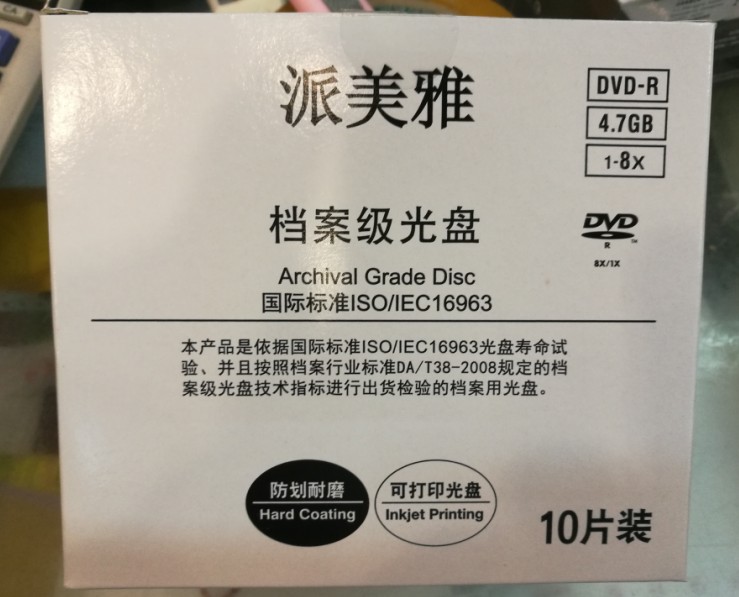 CA
派美雅
DVD-R
4.7GB
1-8X
档案级光盘
DVD
R
™
8X/1X
Archival Grade Disc
国际标准ISO/IEC16963
本产品是依据国际标准ISO/IEC16963光盘寿命试
验、并且按照档案行业标准DA/T38-2008规定的档
案级光盘技术指标进行出货检验的档案用光盘。
防划耐磨
Hard Coating
可打印光盘
Inkjet Printing
10片装